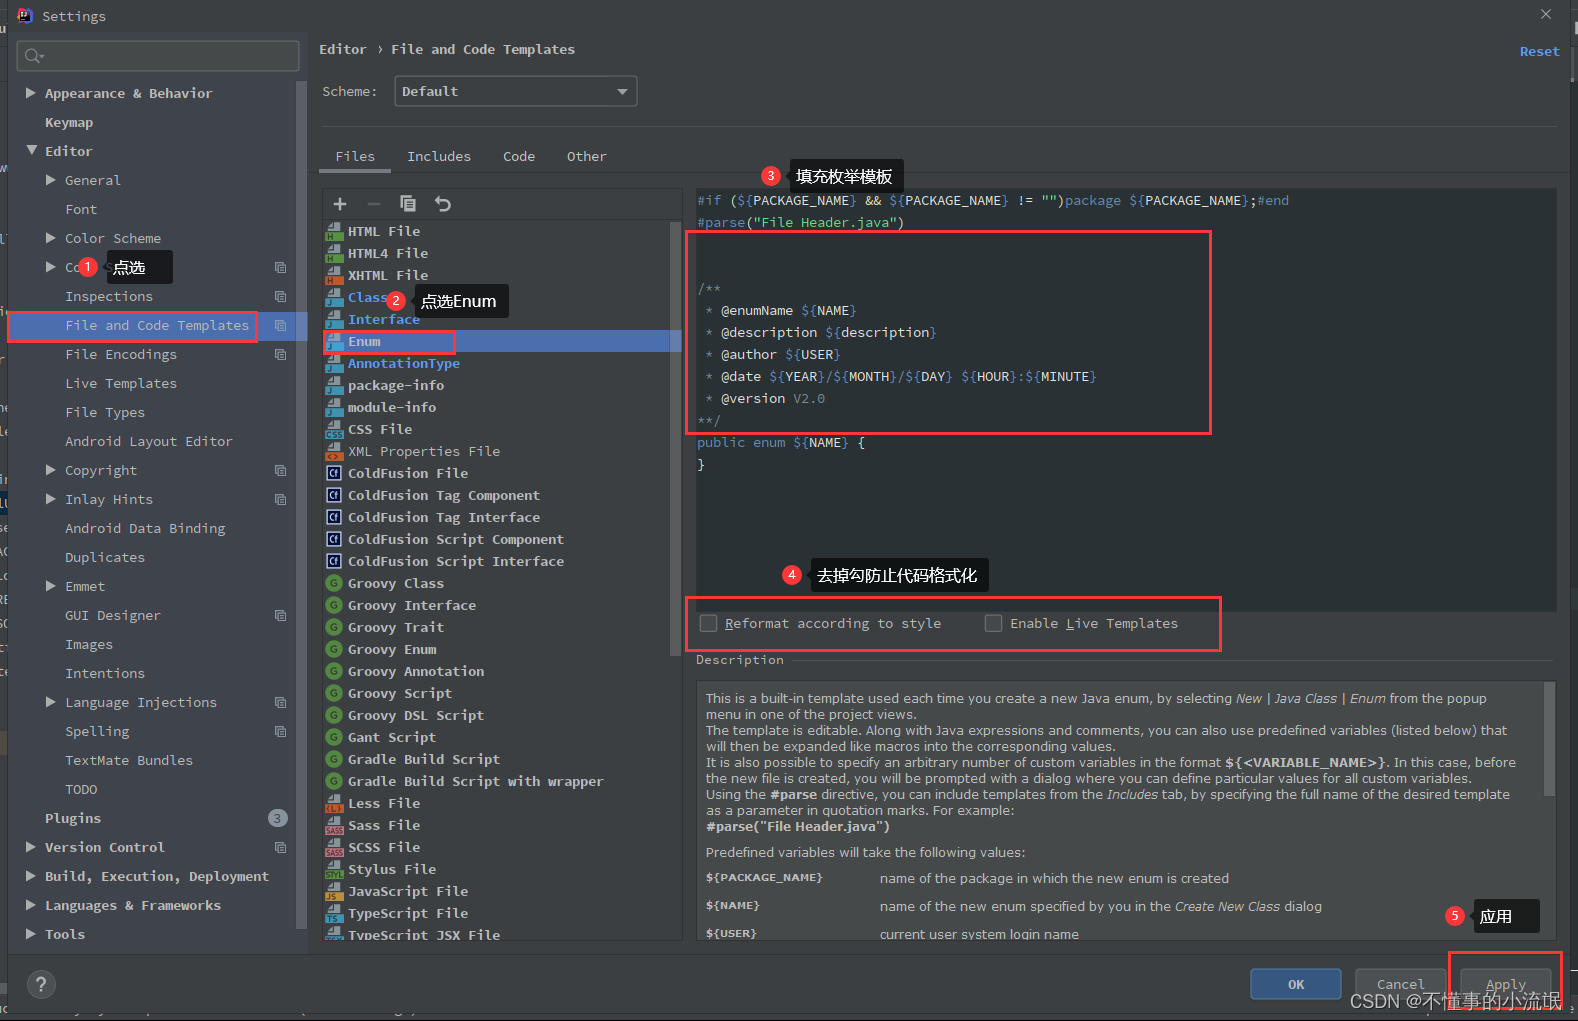 Settings
Editor › File and Code Templates
Reset
Scheme:
Default
Appearance & Behavior
Keymap
Editor
General
Font
Color Scheme
Co
1 点选
Inspections
File and Code Templates
File Encodings
Live Templates
File Types
Android Layout Editor
Copyright
Inlay Hints
Android Data Binding
Duplicates
Emmet
GUI Designer
Images
Intentions
Language Injections
Spelling
TextMate Bundles
TODO
Plugins 3
Version Control
Build, Execution, Deployment
Languages & Frameworks
Tools
Files Includes Code Other
HTML File
HTML4 File
XHTML File
Class
2 点选Enum
Interface
Enum
AnnotationType
package-info
module-info
CSS File
XML Properties File
ColdFusion File
ColdFusion Tag Component
ColdFusion Tag Interface
ColdFusion Script Component
ColdFusion Script Interface
Groovy Class
Groovy Interface
Groovy Trait
Groovy Enum
Groovy Annotation
Groovy Script
Groovy DSL Script
Gant Script
Gradle Build Script
Gradle Build Script with wrapper
Less File
Sass File
SCSS File
Stylus File
JavaScript File
TypeScript File
TypeScript JSX File
3 填充枚举模板
#if (${PACKAGE_NAME} && ${PACKAGE_NAME} != "")package ${PACKAGE_NAME};#end
#parse("File Header.java")
/**
* @enumName ${NAME}
* @description ${description}
* @author ${USER}
* @date ${YEAR}/${MONTH}/${DAY} ${HOUR}:${MINUTE}
* @version V2.0
**/
public enum ${NAME} {
}
4 去掉勾防止代码格式化
Reformat according to style
Enable Live Templates
Description
This is a built-in template used each time you create a new Java enum, by selecting New | Java Class | Enum from the popup
menu in one of the project views.
The template is editable. Along with Java expressions and comments, you can also use predefined variables (listed below) that
will then be expanded like macros into the corresponding values.
It is also possible to specify an arbitrary number of custom variables in the format ${<VARIABLE_NAME>}. In this case, before
the new file is created, you will be prompted with a dialog where you can define particular values for all custom variables.
Using the #parse directive, you can include templates from the Includes tab, by specifying the full name of the desired template
as a parameter in quotation marks. For example:
#parse("File Header.java")
Predefined variables will take the following values:
${PACKAGE_NAME} name of the package in which the new enum is created
${NAME} name of the new enum specified by you in the Create New Class dialog
${USER} current user system login name
5 应用
?
OK
Cancel
Apply
CSDN @不懂事的小流氓